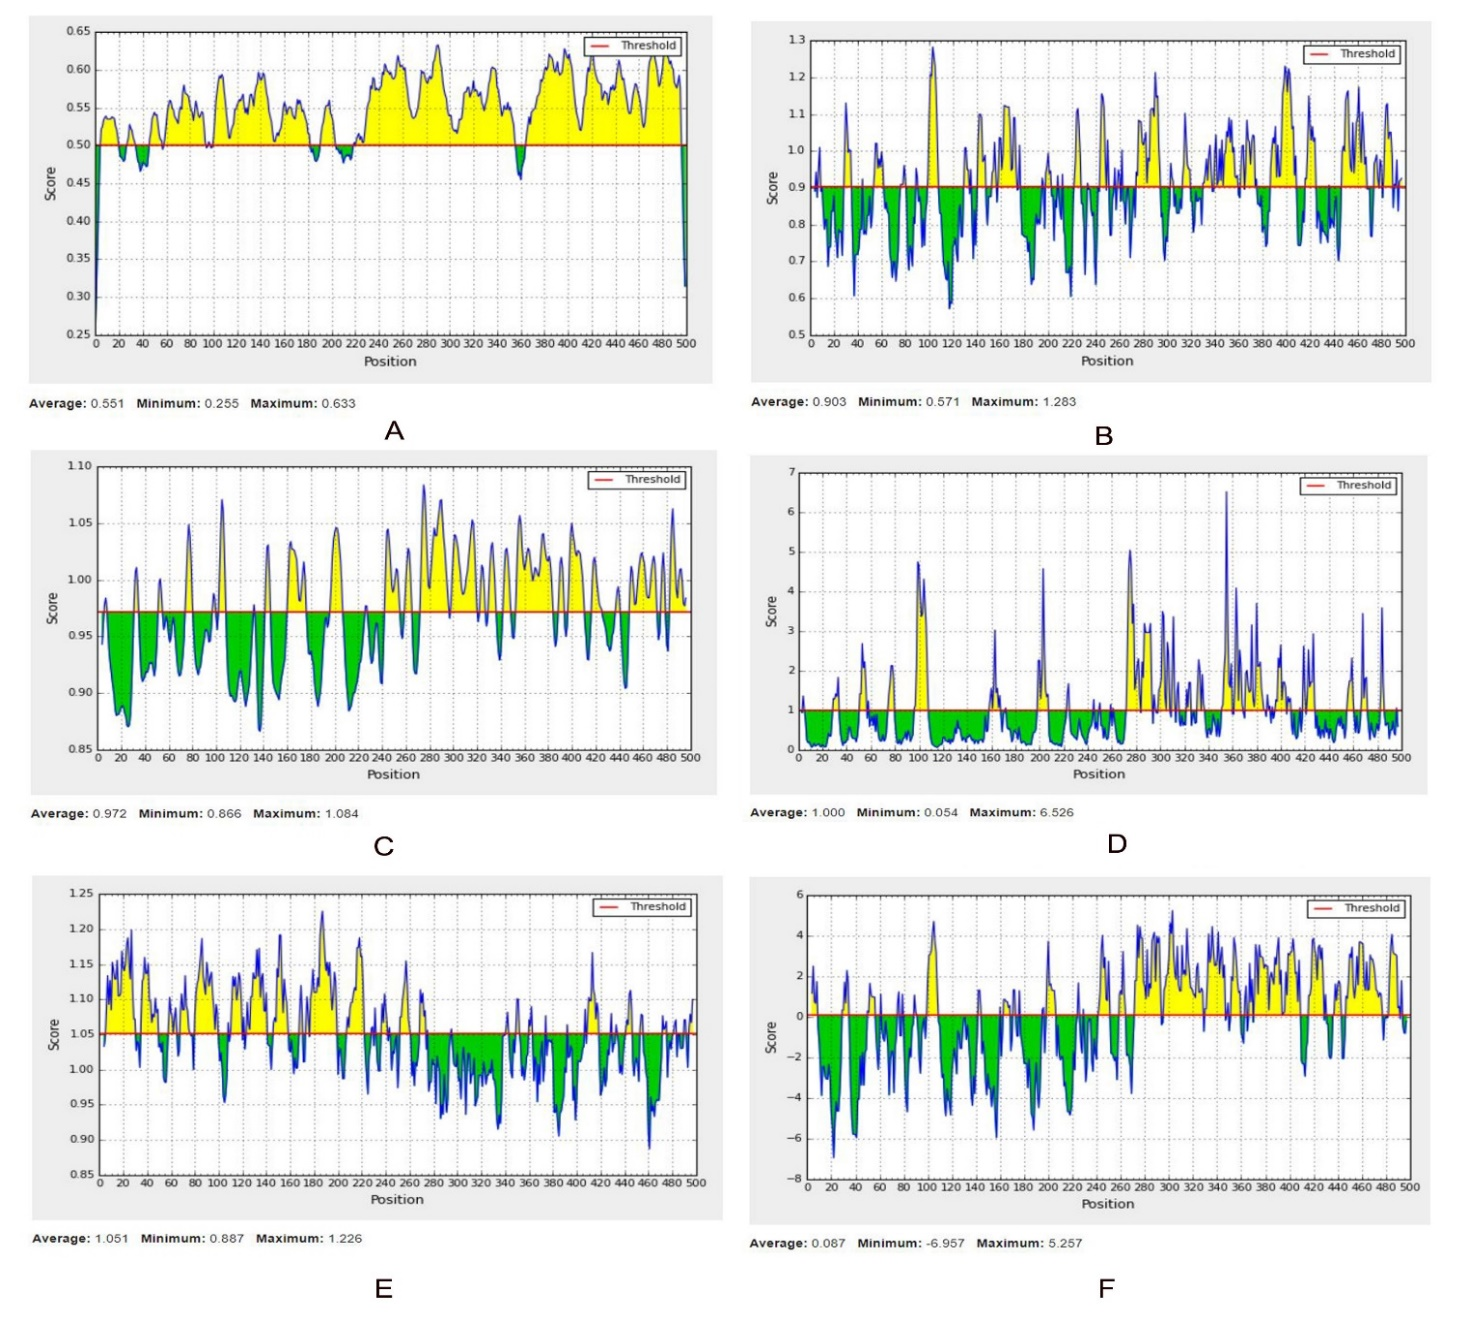 0.65
0.60
0.55
0.50
0.45
0.40
0.35
0.30
0.25
Score
Threshold
0 20 40 60 80 100 120 140 160 180 200 220 240 260 280 300 320 340 360 380 400 420 440 460 480 500
Position
Average: 0.551 Minimum: 0.255 Maximum: 0.633
A
1.3
1.2
1.1
1.0
0.9
0.8
0.7
0.6
0.5
Score
Threshold
0 20 40 60 80 100 120 140 160 180 200 220 240 260 280 300 320 340 360 380 400 420 440 460 480 500
Position
Average: 0.903 Minimum: 0.571 Maximum: 1.283
B
1.10
1.05
1.00
0.95
0.90
0.85
Score
Threshold
0 20 40 60 80 100 120 140 160 180 200 220 240 260 280 300 320 340 360 380 400 420 440 460 480 500
Position
Average: 0.972 Minimum: 0.866 Maximum: 1.084
C
7
6
5
4
3
2
1
0
Score
Threshold
0 20 40 60 80 100 120 140 160 180 200 220 240 260 280 300 320 340 360 380 400 420 440 460 480 500
Position
Average: 1.000 Minimum: 0.054 Maximum: 6.526
D
1.25
1.20
1.15
1.10
1.05
1.00
0.95
0.90
0.85
Score
Threshold
0 20 40 60 80 100 120 140 160 180 200 220 240 260 280 300 320 340 360 380 400 420 440 460 480 500
Position
Average: 1.051 Minimum: 0.887 Maximum: 1.226
E
6
4
2
0
−2
−4
−6
−8
Score
Threshold
0 20 40 60 80 100 120 140 160 180 200 220 240 260 280 300 320 340 360 380 400 420 440 460 480 500
Position
Average: 0.087 Minimum: -6.957 Maximum: 5.257
F